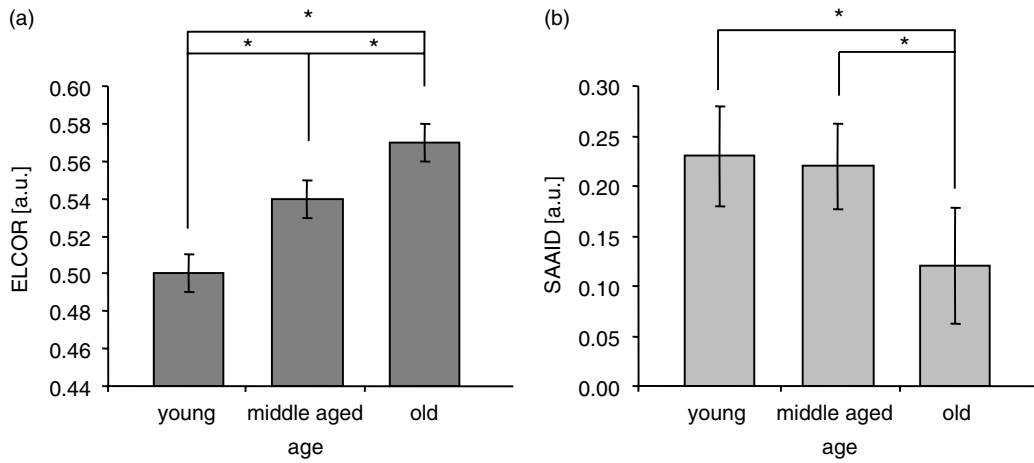 (a)
*
* *
0.60
0.58
0.56
0.54
0.52
0.50
0.48
0.46
0.44
ELCOR [a.u.]
young middle aged old
age
(b)
*
*
0.30
0.25
0.20
0.15
0.10
0.05
0.00
SAAID [a.u.]
young middle aged old
age